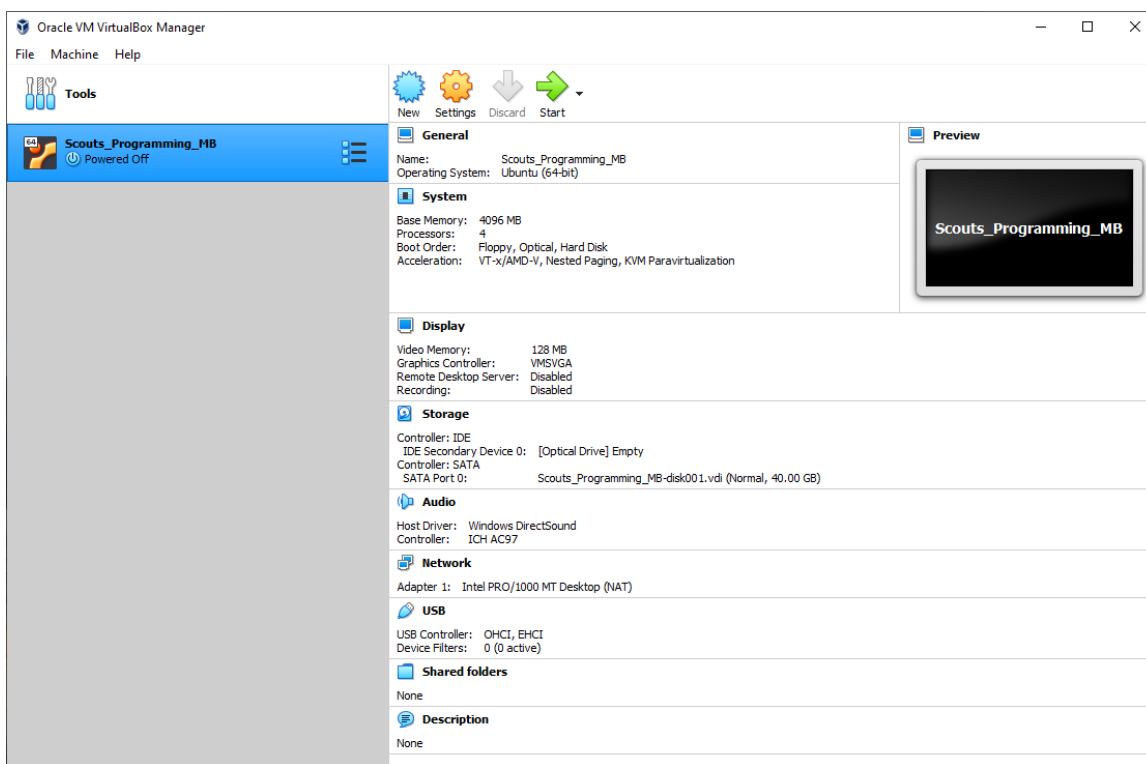 Oracle VM VirtualBox Manager
File Machine Help
Tools
New Settings Discard Start
64
Scouts_Programming_MB
Powered Off
General
Name: Scouts_Programming_MB
Operating System: Ubuntu (64-bit)
Preview
Scouts_Programming_MB
System
Base Memory: 4096 MB
Processors: 4
Boot Order: Floppy, Optical, Hard Disk
Acceleration: VT-x/AMD-V, Nested Paging, KVM Paravirtualization
Display
Video Memory: 128 MB
Graphics Controller: VMSVGA
Remote Desktop Server: Disabled
Recording: Disabled
Storage
Controller: IDE
IDE Secondary Device 0: [Optical Drive] Empty
Controller: SATA
SATA Port 0: Scouts_Programming_MB-disk001.vdi (Normal, 40.00 GB)
Audio
Host Driver: Windows DirectSound
Controller: ICH AC97
Network
Adapter 1: Intel PRO/1000 MT Desktop (NAT)
USB
USB Controller: OHCI, EHCI
Device Filters: 0 (0 active)
Shared folders
None
Description
None